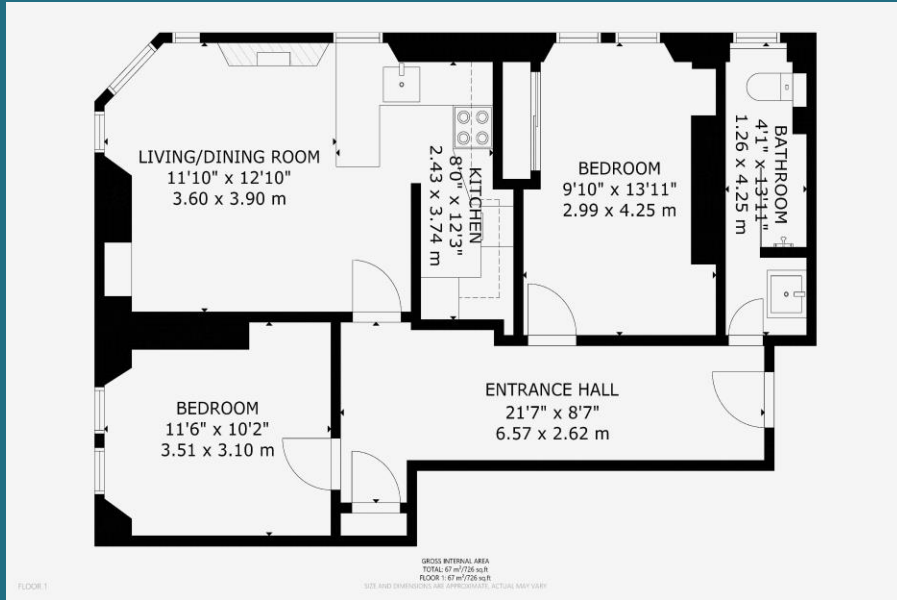 LIVING/DINING ROOM
11'10" x 12'10"
3.60 x 3.90 m
KITCHEN
8'0" x 12'3"
2.43 x 3.74 m
BEDROOM
9'10" x 13'11"
2.99 x 4.25 m
BATHROOM
4'1" x 13'11"
1.26 x 4.25 m
BEDROOM
11'6" x 10'2"
3.51 x 3.10 m
ENTRANCE HALL
21'7" x 8'7"
6.57 x 2.62 m
GROSS INTERNAL AREA
TOTAL: 67 m²/726 sq.ft
FLOOR 1: 67 m²/726 sq.ft
FLOOR 1
SIZE AND DIMENSIONS ARE APPROXIMATE, ACTUAL MAY VARY